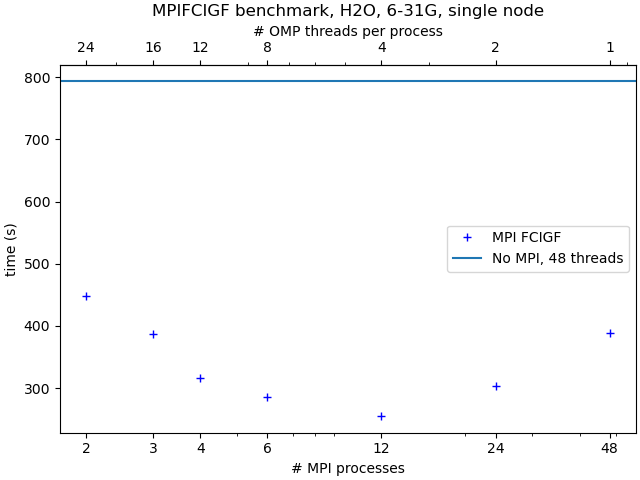 MPIFCIGF benchmark, H2O, 6-31G, single node
# OMP threads per process
24 16 12 8 4 2 1
800
700
600
500
400
300
time (s)
MPI FCIGF
No MPI, 48 threads
2 3 4 6 12 24 48
# MPI processes